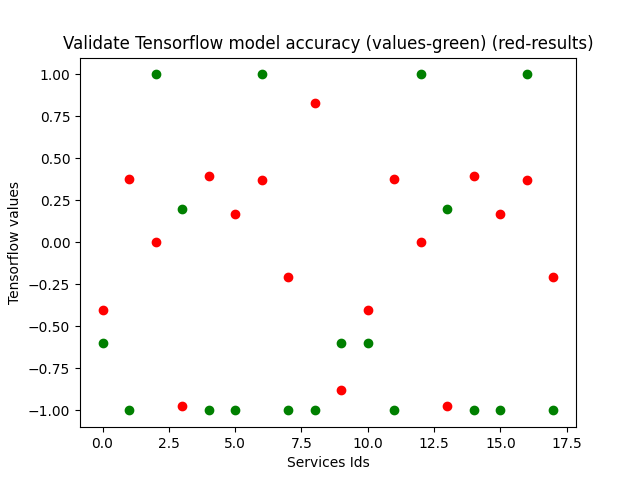 Validate Tensorflow model accuracy (values-green) (red-results)
1.00
0.75
0.50
0.25
0.00
−0.25
−0.50
−0.75
−1.00
Tensorflow values
0.0 2.5 5.0 7.5 10.0 12.5 15.0 17.5
Services Ids